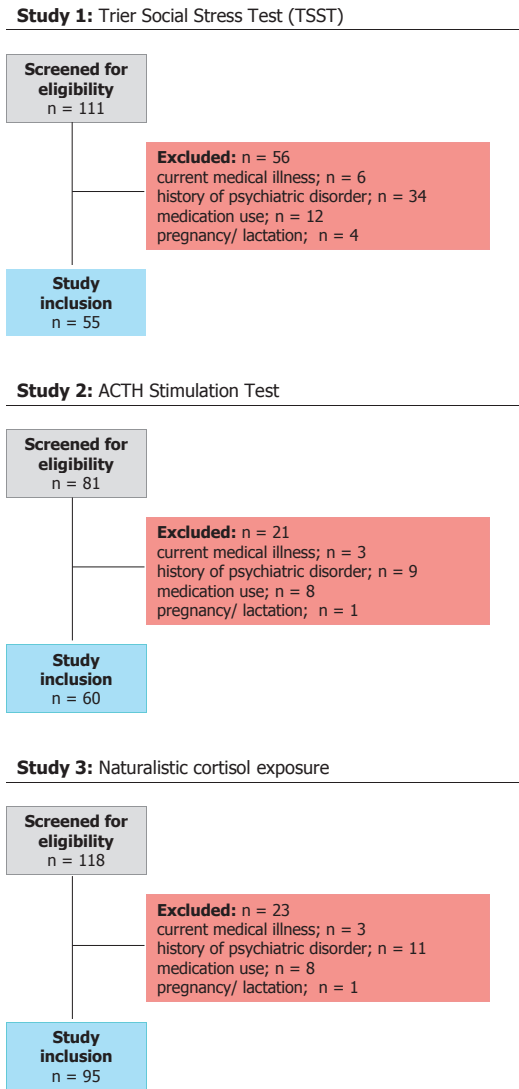 Study 1: Trier Social Stress Test (TSST)
Screened for
eligibility
n = 111
Excluded: n = 56
current medical illness; n = 6
history of psychiatric disorder; n = 34
medication use; n = 12
pregnancy/ lactation; n = 4
Study
inclusion
n = 55
Study 2: ACTH Stimulation Test
Screened for
eligibility
n = 81
Excluded: n = 21
current medical illness; n = 3
history of psychiatric disorder; n = 9
medication use; n = 8
pregnancy/ lactation; n = 1
Study
inclusion
n = 60
Study 3: Naturalistic cortisol exposure
Screened for
eligibility
n = 118
Excluded: n = 23
current medical illness; n = 3
history of psychiatric disorder; n = 11
medication use; n = 8
pregnancy/ lactation; n = 1
Study
inclusion
n = 95